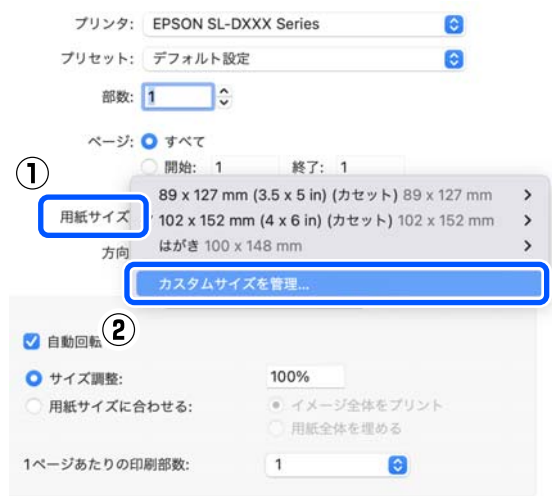 プリンタ: EPSON SL-DXXX Series
プリセット: デフォルト設定
部数: 1
ページ: すべて
開始: 1 終了: 1
①
89 x 127 mm (3.5 x 5 in) (カセット) 89 x 127 mm
用紙サイズ 102 x 152 mm (4 x 6 in) (カセット) 102 x 152 mm
はがき 100 x 148 mm
方向
カスタムサイズを管理...
②
自動回転
サイズ調整: 100%
用紙サイズに合わせる: イメージ全体をプリント
用紙全体を埋める
1ページあたりの印刷部数: 1